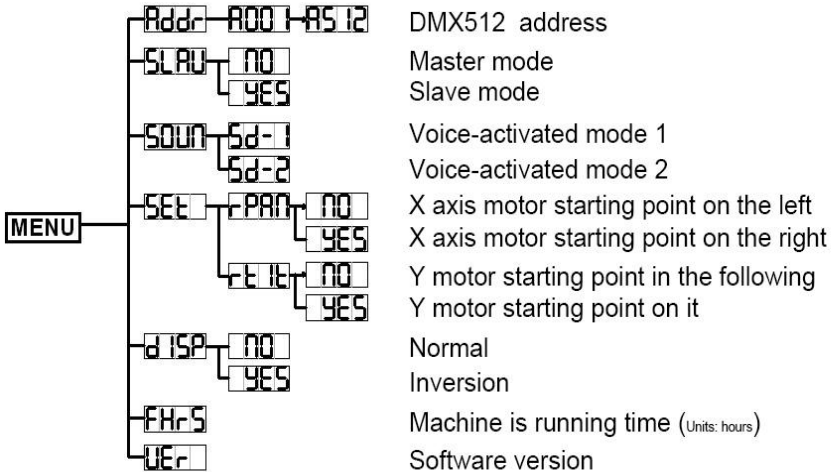 Addr A001 A512 DMX512 address
SLAV NO Master mode
YES Slave mode
SOUN Sd-1 Voice-activated mode 1
Sd-2 Voice-activated mode 2
SEt rPAN NO X axis motor starting point on the left
MENU
YES X axis motor starting point on the right
rtlt NO Y motor starting point in the following
YES Y motor starting point on it
dISP NO Normal
YES Inversion
FHrS Machine is running time (Units: hours)
VEr Software version